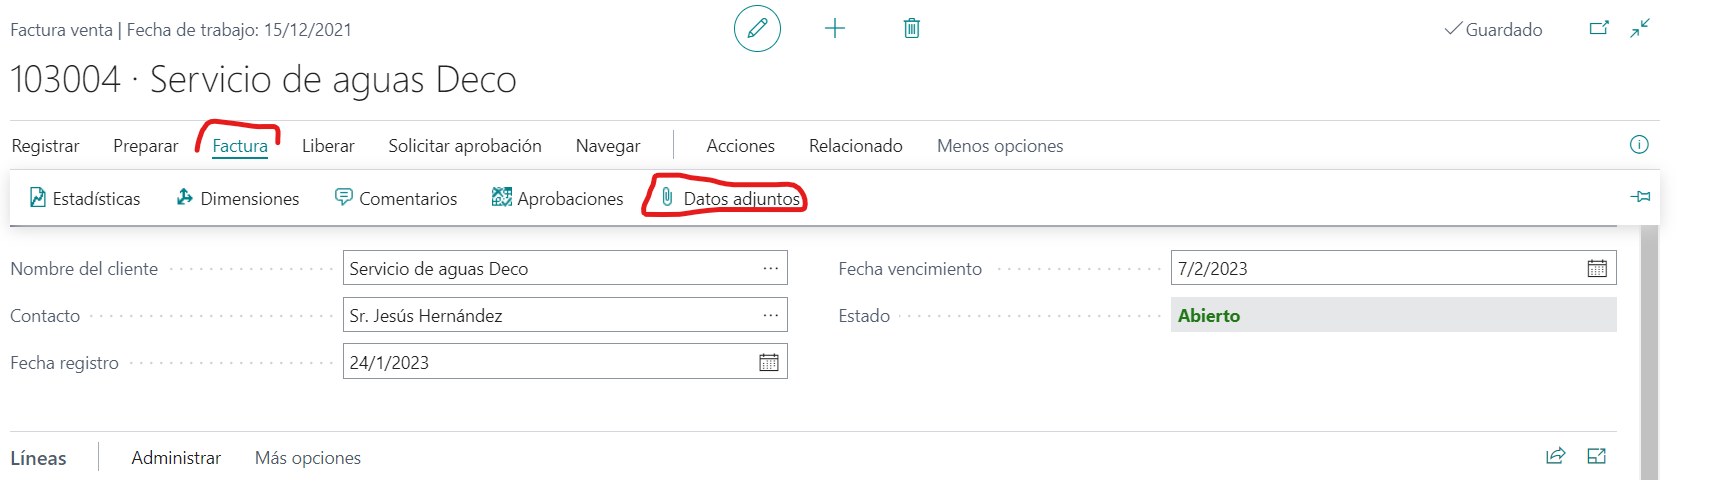 Factura venta | Fecha de trabajo: 15/12/2021
Guardado
103004 · Servicio de aguas Deco
Registrar Preparar Factura Liberar Solicitar aprobación Navegar Acciones Relacionado Menos opciones
Estadísticas Dimensiones Comentarios Aprobaciones Datos adjuntos
Nombre del cliente Servicio de aguas Deco ... Fecha vencimiento 7/2/2023
Contacto Sr. Jesús Hernández ... Estado Abierto
Fecha registro 24/1/2023
Líneas Administrar Más opciones